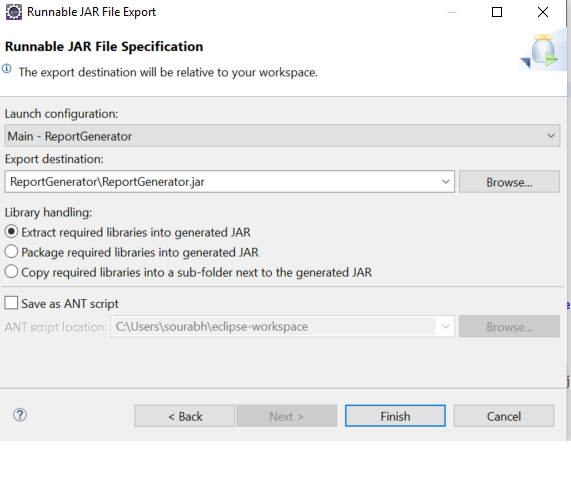 Runnable JAR File Export
Runnable JAR File Specification
The export destination will be relative to your workspace.
Launch configuration:
Main - ReportGenerator
Export destination:
ReportGenerator\ReportGenerator.jar
Browse...
Library handling:
Extract required libraries into generated JAR
Package required libraries into generated JAR
Copy required libraries into a sub-folder next to the generated JAR
Save as ANT script
ANT script location:
C:\Users\sourabh\eclipse-workspace
Browse...
?
< Back
Next >
Finish
Cancel